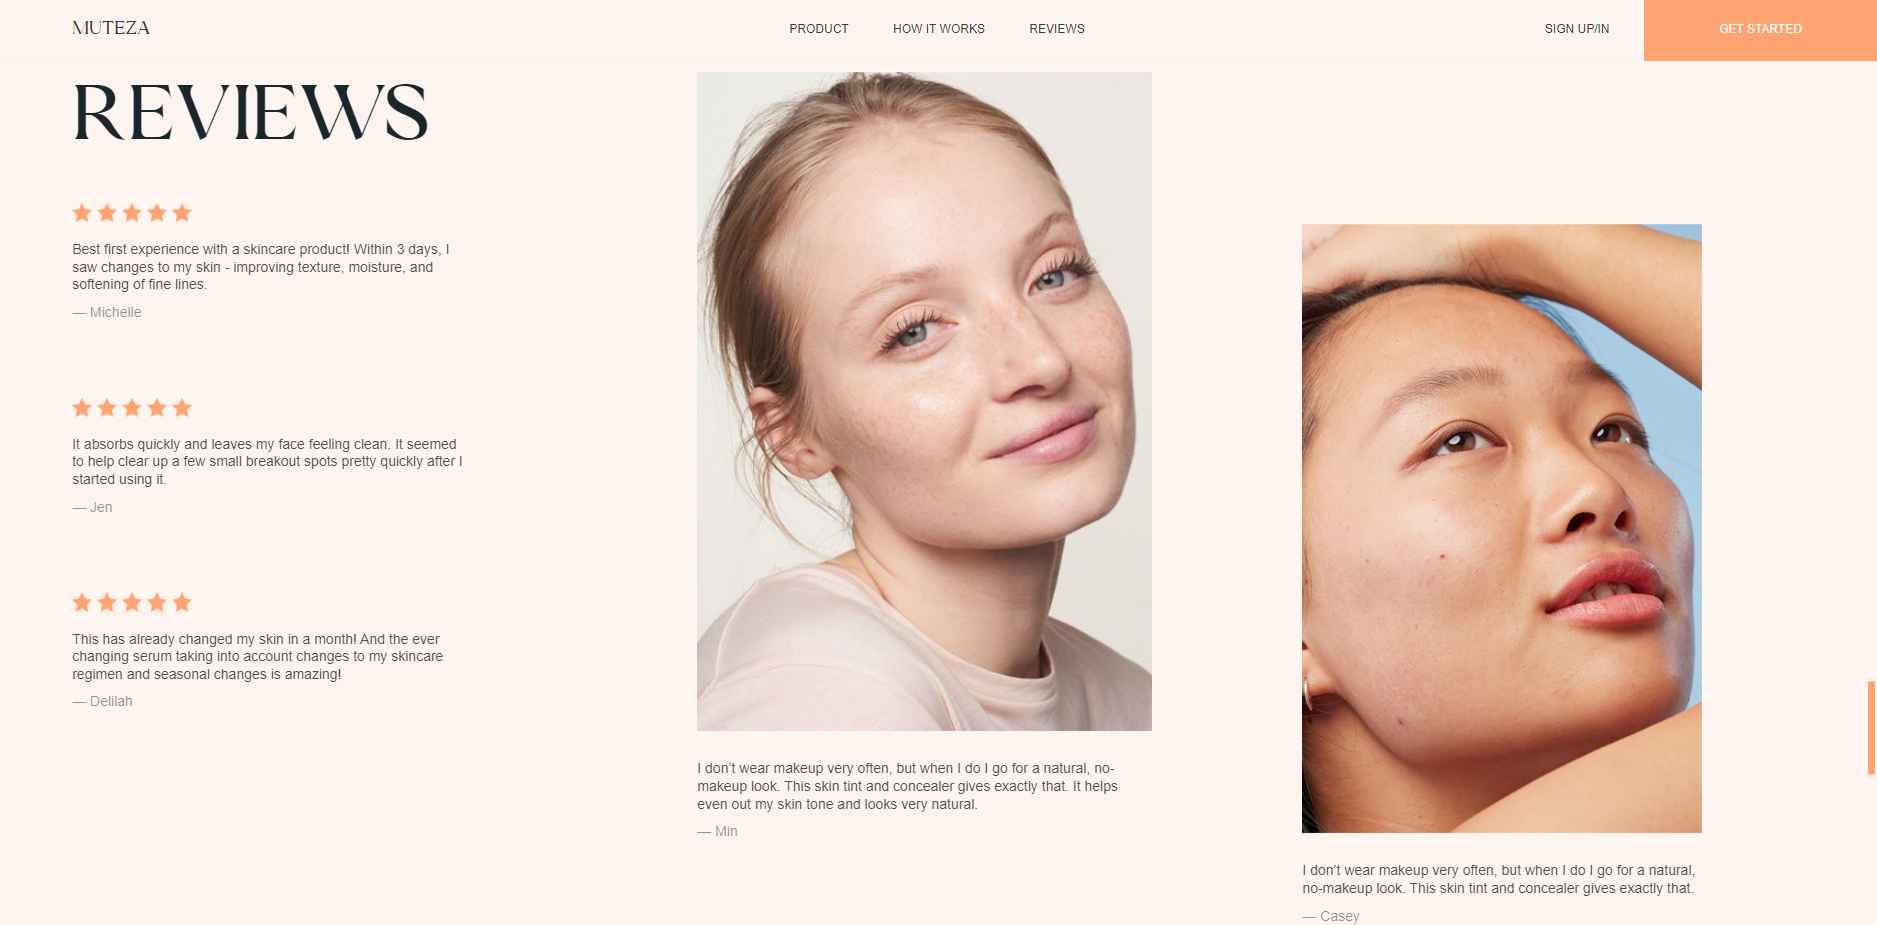 MUTEZA
PRODUCT
HOW IT WORKS
REVIEWS
SIGN UP/IN
GET STARTED
REVIEWS
Best first experience with a skincare product! Within 3 days, I
saw changes to my skin - improving texture, moisture, and
softening of fine lines.
— Michelle
It absorbs quickly and leaves my face feeling clean. It seemed
to help clear up a few small breakout spots pretty quickly after I
started using it.
— Jen
This has already changed my skin in a month! And the ever
changing serum taking into account changes to my skincare
regimen and seasonal changes is amazing!
— Delilah
I don’t wear makeup very often, but when I do I go for a natural, no-
makeup look. This skin tint and concealer gives exactly that. It helps
even out my skin tone and looks very natural.
— Min
I don’t wear makeup very often, but when I do I go for a natural,
no-makeup look. This skin tint and concealer gives exactly that.
— Casey